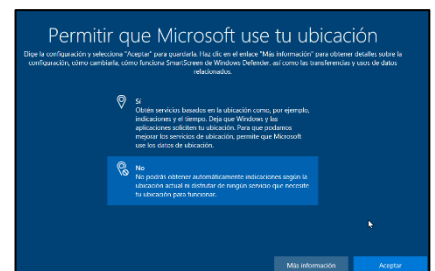 Permitir que Microsoft use tu ubicación
Elige la configuración y selecciona "Aceptar" para guardarla. Haz clic en el enlace "Más información" para obtener detalles sobre la
configuración, cómo cambiarla, cómo funciona SmartScreen de Windows Defender, así como las transferencias y usos de datos
relacionados.
Sí
Obtén servicios basados en la ubicación como, por ejemplo,
indicaciones y el tiempo. Deja que Windows y las
aplicaciones soliciten tu ubicación. Para que podamos
mejorar los servicios de ubicación, permite que Microsoft
use los datos de ubicación.
No
No podrás obtener automáticamente indicaciones según la
ubicación actual ni disfrutar de ningún servicio que necesite
tu ubicación para funcionar.
Más información
Aceptar